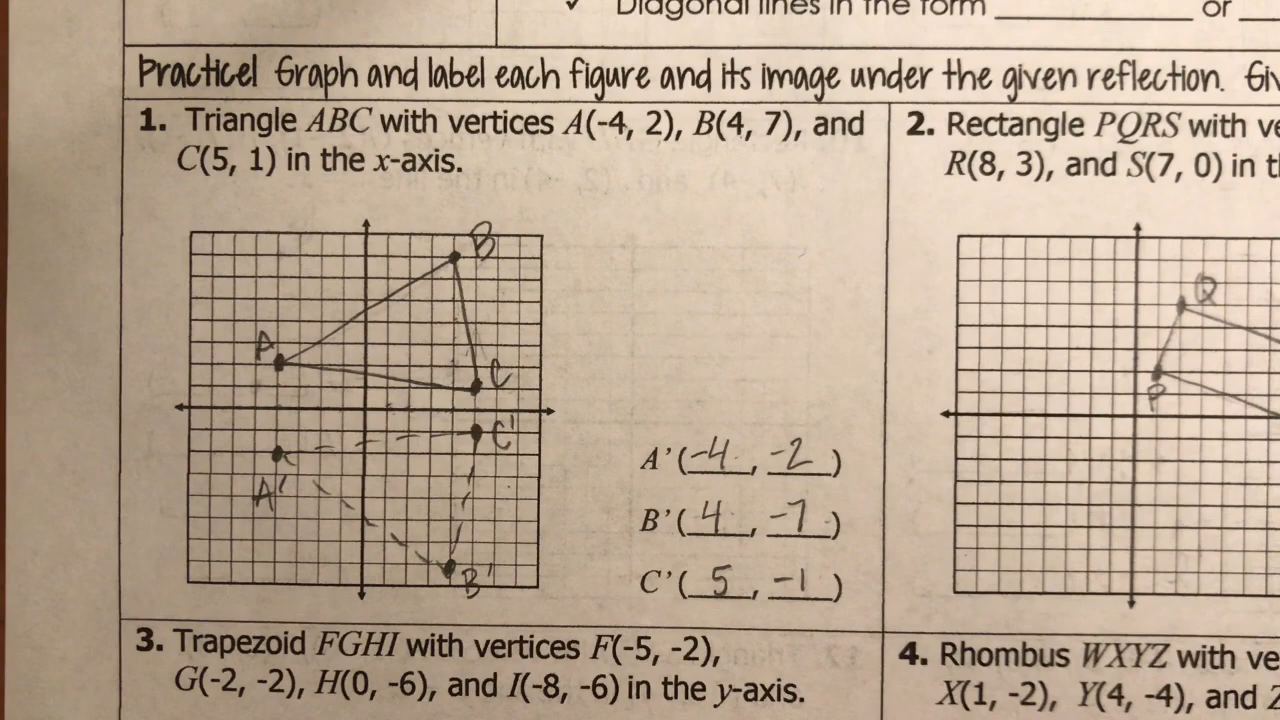 ✓ Diagonal lines in the form __________ or
Practice! Graph and label each figure and its image under the given reflection.
1. Triangle ABC with vertices A(-4, 2), B(4, 7), and
C(5, 1) in the x-axis.
B
A
C
C'
A'
B'
A'(-4, -2)
B'(4, -7)
C'(5, -1)
2. Rectangle PQRS with
R(8, 3), and S(7, 0) in
Q
P
3. Trapezoid FGHI with vertices F(-5, -2),
G(-2, -2), H(0, -6), and I(-8, -6) in the y-axis.
4. Rhombus WXYZ with
X(1, -2), Y(4, -4), and